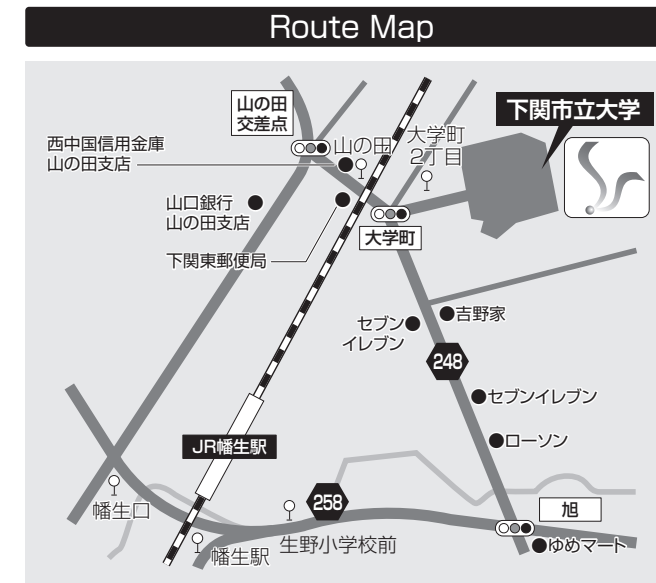 Route Map
山の田
交差点
下関市立大学
西中国信用金庫
山の田支店
山の田
大学町
2丁目
山口銀行
山の田支店
大学町
下関東郵便局
吉野家
セブン
イレブン
248
セブンイレブン
ローソン
JR幡生駅
258
旭
幡生口
生野小学校前
幡生駅
ゆめマート